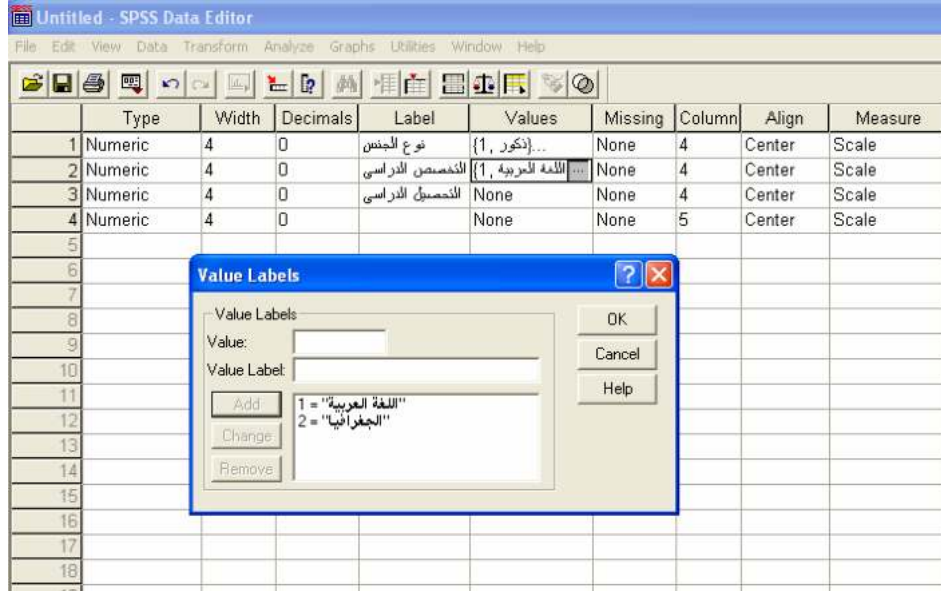 Untitled - SPSS Data Editor
File Edit View Data Transform Analyze Graphs Utilities Window Help
Type Width Decimals Label Values Missing Column Align Measure
1 Numeric 4 0 نوع الجنس {1, ذكور}... None 4 Center Scale
2 Numeric 4 0 التخصص الدراسى {1, اللغة العربية ... None 4 Center Scale
3 Numeric 4 0 التحصيل الدراسى None None 4 Center Scale
4 Numeric 4 0 None None 5 Center Scale
5
6
7
8
9
10
11
12
13
14
15
16
17
18
Value Labels
Value Labels
Value:
Value Label:
Add
Change
Remove
1 = "اللغة العربية"
2 = "الجغرافيا"
OK
Cancel
Help